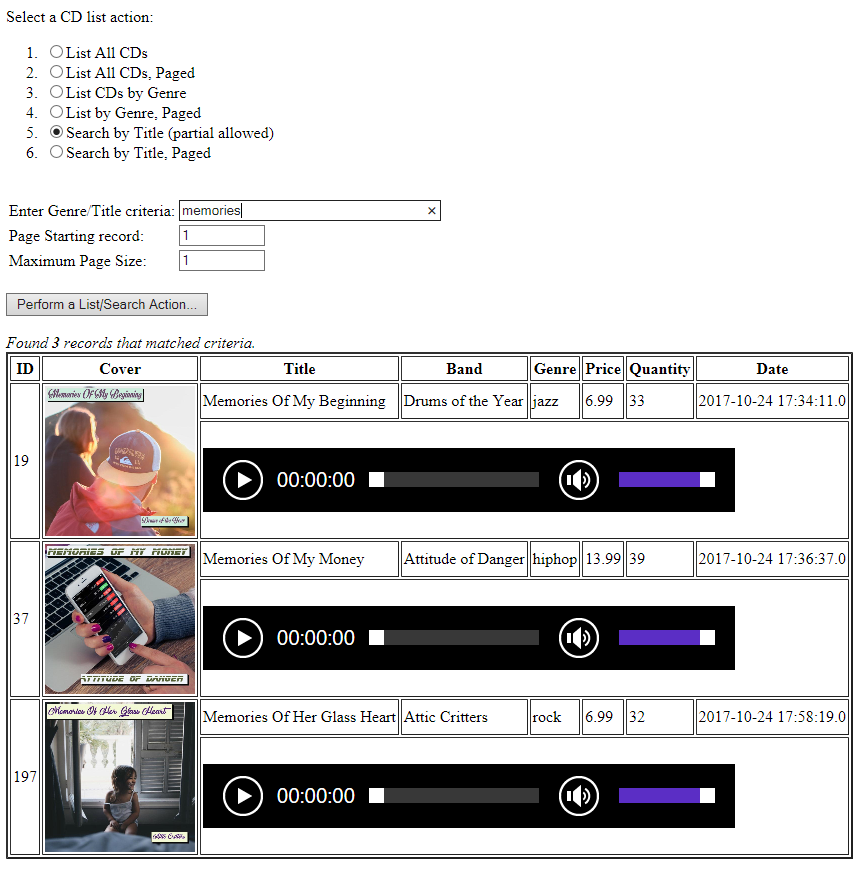 Select a CD list action:
1. List All CDs
2. List All CDs, Paged
3. List CDs by Genre
4. List by Genre, Paged
5. Search by Title (partial allowed)
6. Search by Title, Paged
Enter Genre/Title criteria: memories ×
Page Starting record: 1
Maximum Page Size: 1
Perform a List/Search Action...
Found 3 records that matched criteria.
ID Cover Title Band Genre Price Quantity Date
19
Memories Of My Beginning
Drums of the Year
Memories Of My Beginning Drums of the Year jazz 6.99 33 2017-10-24 17:34:11.0
00:00:00
37
MEMORIES OF MY MONEY
ATTITUDE OF DANGER
Memories Of My Money Attitude of Danger hiphop 13.99 39 2017-10-24 17:36:37.0
00:00:00
197
Memories Of Her Glass Heart
Attic Critters
Memories Of Her Glass Heart Attic Critters rock 6.99 32 2017-10-24 17:58:19.0
00:00:00